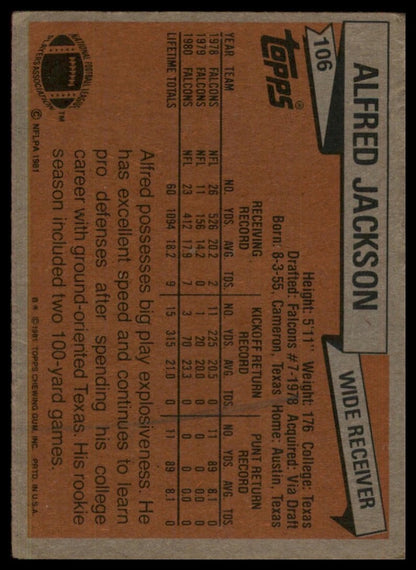 106
ALFRED JACKSON
WIDE RECEIVER
TOPPS®
Height: 5'11" Weight: 176 College: Texas
Drafted: Falcons #7-1978 Acquired: Via Draft
Born: 8-3-55, Cameron, Texas Home: Austin, Texas
RECEIVING RECORD KICKOFF RETURN RECORD PUNT RETURN RECORD
YEAR TEAM NO. YDS. AVG. TDS. NO. YDS. AVG. TDS. NO. YDS. AVG. TDS.
1978 FALCONS NFL 26 526 20.2 2 11 225 20.5 0 11 89 8.1 0
1979 FALCONS NFL 11 156 14.2 0 1 20 20.0 0
1980 FALCONS NFL 23 412 17.9 7 3 70 23.3 0
LIFETIME TOTALS 60 1094 18.2 9 15 315 21.0 0 11 89 8.1 0
Alfred possesses big play explosiveness. He
has excellent speed and continues to learn
pro defenses after spending his college
career with ground-oriented Texas. His rookie
season included two 100-yard games.
NATIONAL FOOTBALL LEAGUE
PLAYERS ASSOCIATION
TM
© NFLPA 1981
© 1981 TOPPS CHEWING GUM, INC. PRTD. IN U.S.A.